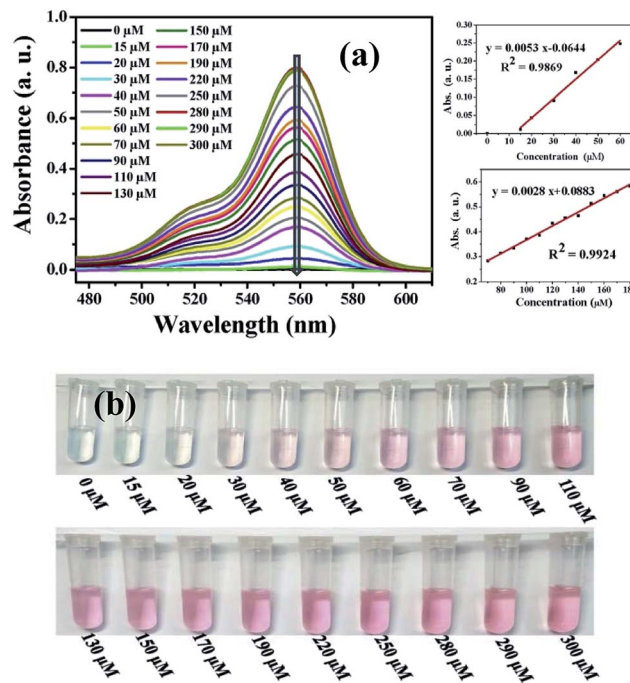 (a)
0 µM 150 µM
15 µM 170 µM
20 µM 190 µM
30 µM 220 µM
40 µM 250 µM
50 µM 280 µM
60 µM 290 µM
70 µM 300 µM
90 µM
110 µM
130 µM
Absorbance (a. u.)
1.0
0.8
0.6
0.4
0.2
0.0
480 500 520 540 560 580 600
Wavelength (nm)
y = 0.0053 x-0.0644
R2 = 0.9869
Abs. (a. u.)
0.25
0.20
0.15
0.10
0.05
0.00
0 10 20 30 40 50 60
Concentration (µM)
y = 0.0028 x+0.0883
R2 = 0.9924
Abs. (a. u.)
0.6
0.5
0.4
0.3
0.2
80 100 120 140 160
Concentration (µM)
(b)
0 µM 15 µM 20 µM 30 µM 40 µM 50 µM 60 µM 70 µM 90 µM 110 µM
130 µM 150 µM 170 µM 190 µM 220 µM 250 µM 280 µM 290 µM 300 µM